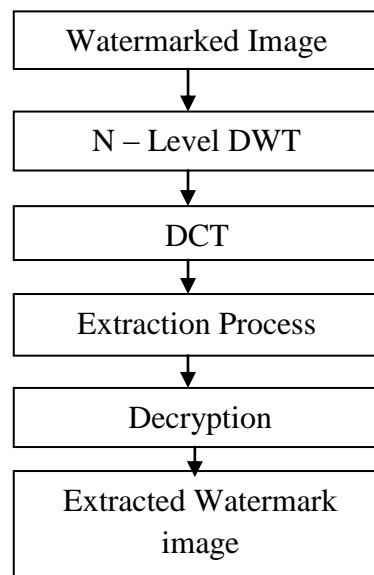 Watermarked Image
N – Level DWT
DCT
Extraction Process
Decryption
Extracted Watermark
image